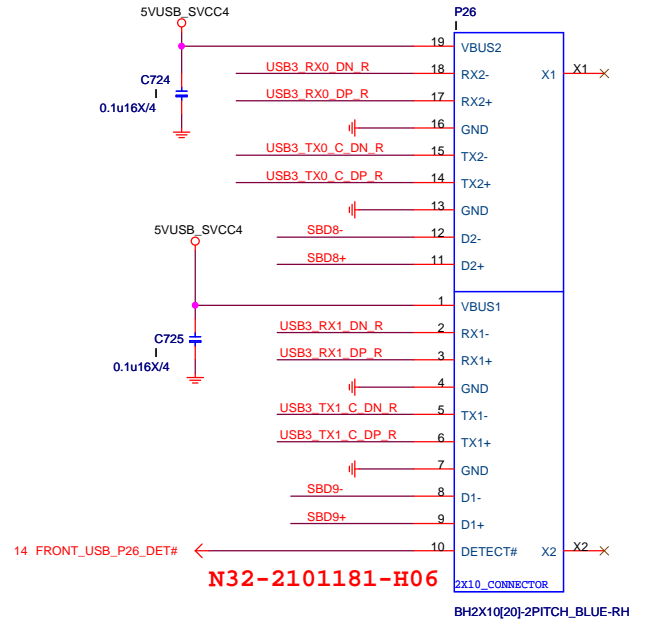 5VUSB_SVCC4
P26
19 VBUS2
C724
0.1u16X/4
USB3_RX0_DN_R 18 RX2- X1 X1
USB3_RX0_DP_R 17 RX2+
16 GND
USB3_TX0_C_DN_R 15 TX2-
USB3_TX0_C_DP_R 14 TX2+
13 GND
5VUSB_SVCC4
SBD8- 12 D2-
SBD8+ 11 D2+
1 VBUS1
C725
0.1u16X/4
USB3_RX1_DN_R 2 RX1-
USB3_RX1_DP_R 3 RX1+
4 GND
USB3_TX1_C_DN_R 5 TX1-
USB3_TX1_C_DP_R 6 TX1+
7 GND
SBD9- 8 D1-
SBD9+ 9 D1+
14 FRONT_USB_P26_DET# 10 DETECT# X2 X2
N32-2101181-H06
2X10_CONNECTOR
BH2X10[20]-2PITCH_BLUE-RH